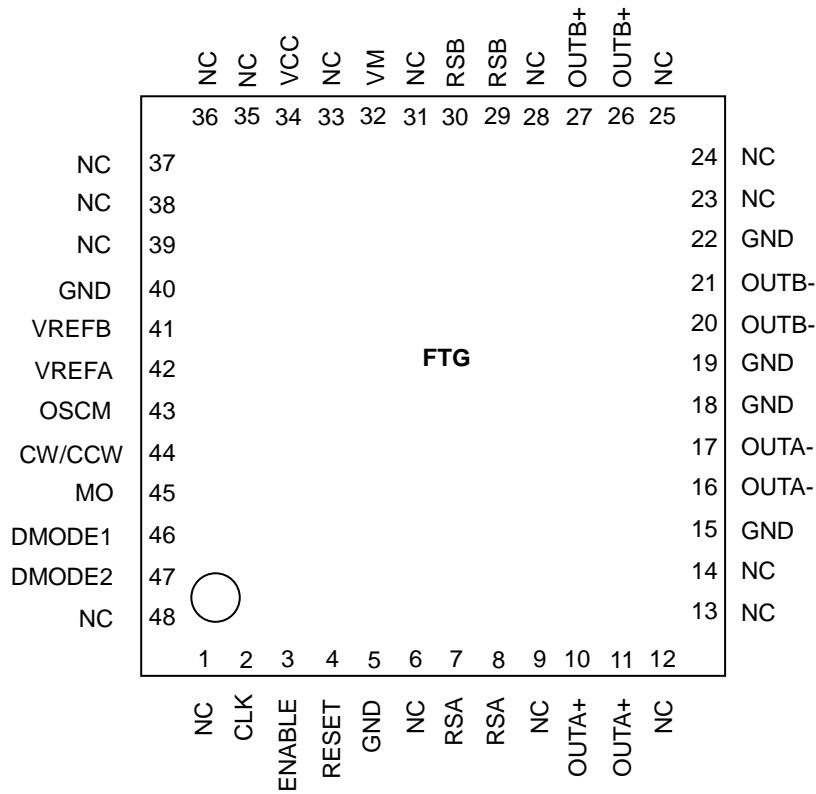 NC NC VCC NC VM NC RSB RSB NC OUTB+ OUTB+ NC
36 35 34 33 32 31 30 29 28 27 26 25
NC 37
NC 38
NC 39
GND 40
VREFB 41
VREFA 42
OSCM 43
CW/CCW 44
MO 45
DMODE1 46
DMODE2 47
NC 48
FTG
24 NC
23 NC
22 GND
21 OUTB-
20 OUTB-
19 GND
18 GND
17 OUTA-
16 OUTA-
15 GND
14 NC
13 NC
1 2 3 4 5 6 7 8 9 10 11 12
NC CLK ENABLE RESET GND NC RSA RSA NC OUTA+ OUTA+ NC